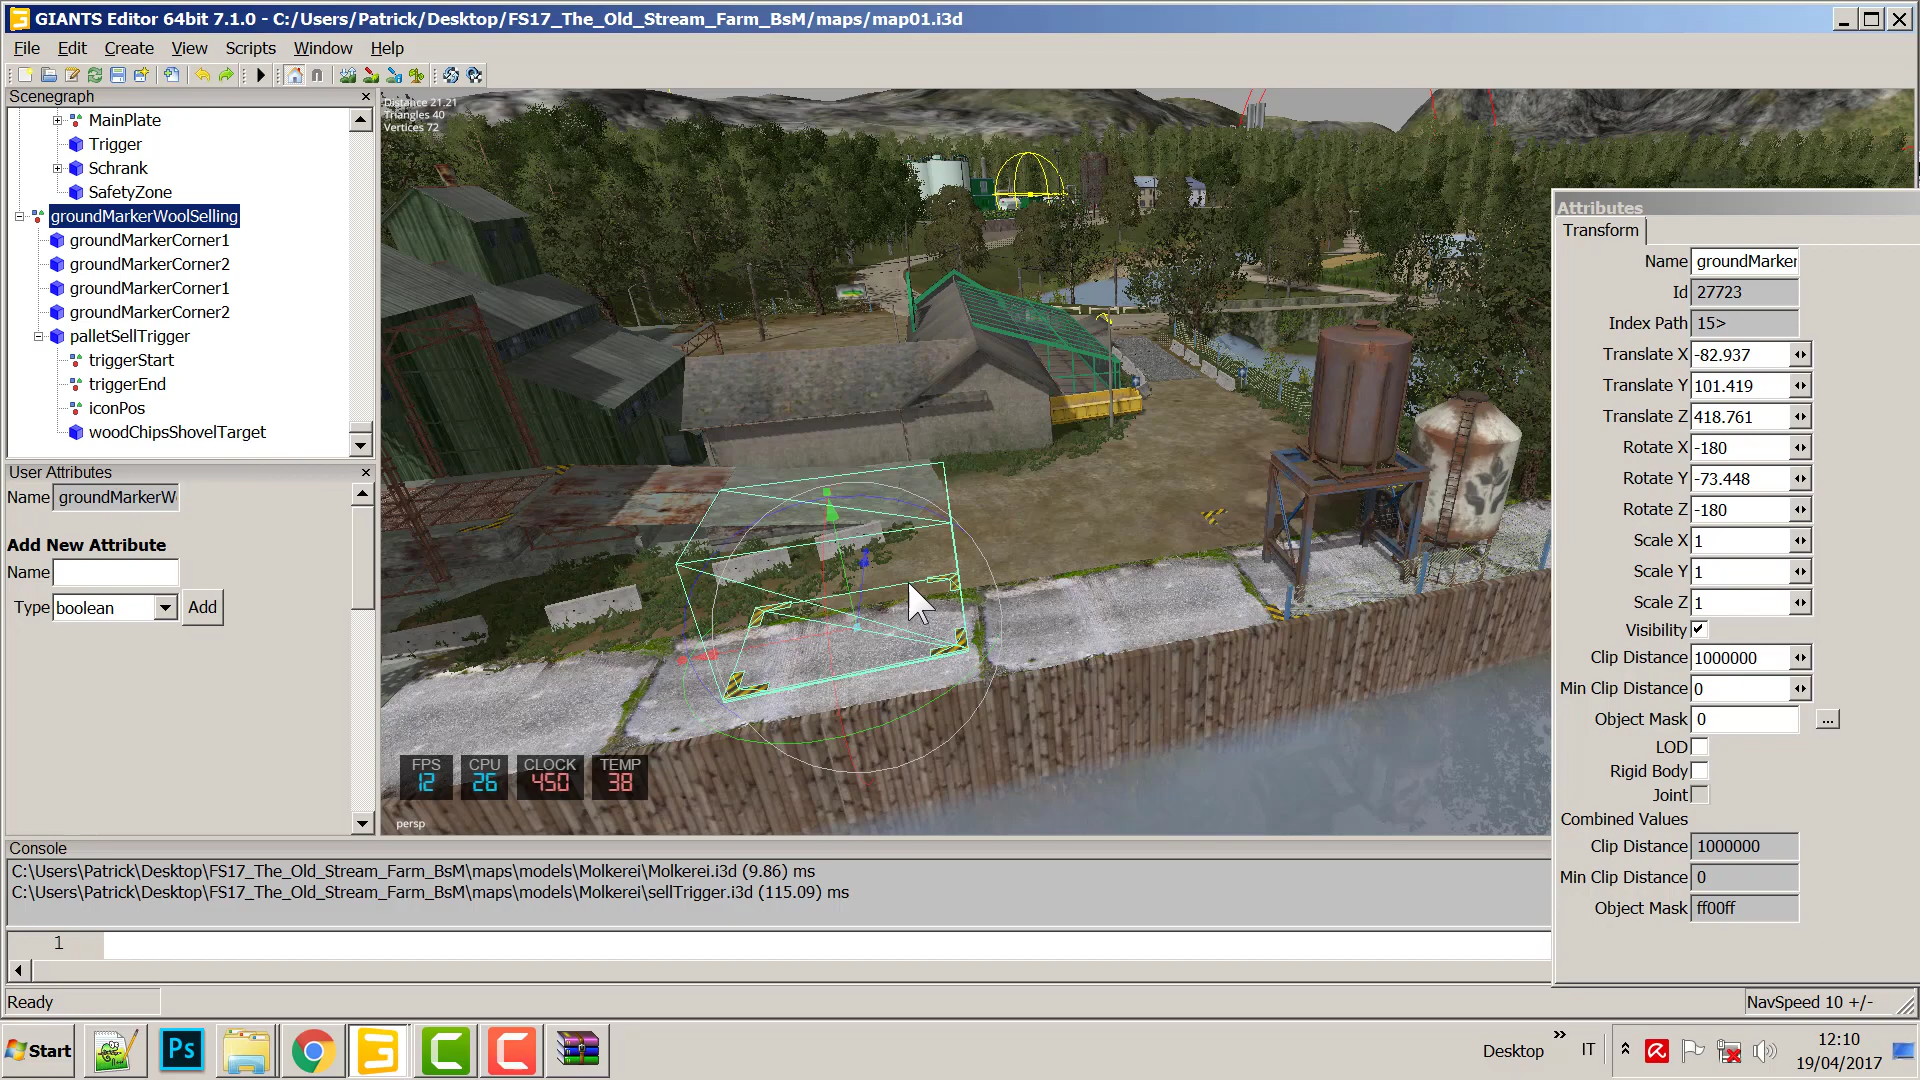 GIANTS Editor 64bit 7.1.0 - C:/Users/Patrick/Desktop/FS17_The_Old_Stream_Farm_BsM/maps/map01.i3d
File Edit Create View Scripts Window Help
Scenegraph
MainPlate
Trigger
Schrank
SafetyZone
groundMarkerWoolSelling
groundMarkerCorner1
groundMarkerCorner2
groundMarkerCorner1
groundMarkerCorner2
palletSellTrigger
triggerStart
triggerEnd
iconPos
woodChipsShovelTarget
User Attributes
Name groundMarkerW
Add New Attribute
Name
Type boolean Add
Distance 21.21
Triangles 40
Vertices 72
FPS CPU CLOCK TEMP
12 26 450 38
persp
Attributes
Transform
Name groundMarker
Id 27723
Index Path 15>
Translate X -82.937
Translate Y 101.419
Translate Z 418.761
Rotate X -180
Rotate Y -73.448
Rotate Z -180
Scale X 1
Scale Y 1
Scale Z 1
Visibility
Clip Distance 1000000
Min Clip Distance 0
Object Mask 0 ...
LOD
Rigid Body
Joint
Combined Values
Clip Distance 1000000
Min Clip Distance 0
Object Mask ff00ff
Console
C:\Users\Patrick\Desktop\FS17_The_Old_Stream_Farm_BsM\maps\models\Molkerei\Molkerei.i3d (9.86) ms
C:\Users\Patrick\Desktop\FS17_The_Old_Stream_Farm_BsM\maps\models\Molkerei\sellTrigger.i3d (115.09) ms
1
Ready
NavSpeed 10 +/-
Start Ps Desktop IT 12:10
19/04/2017